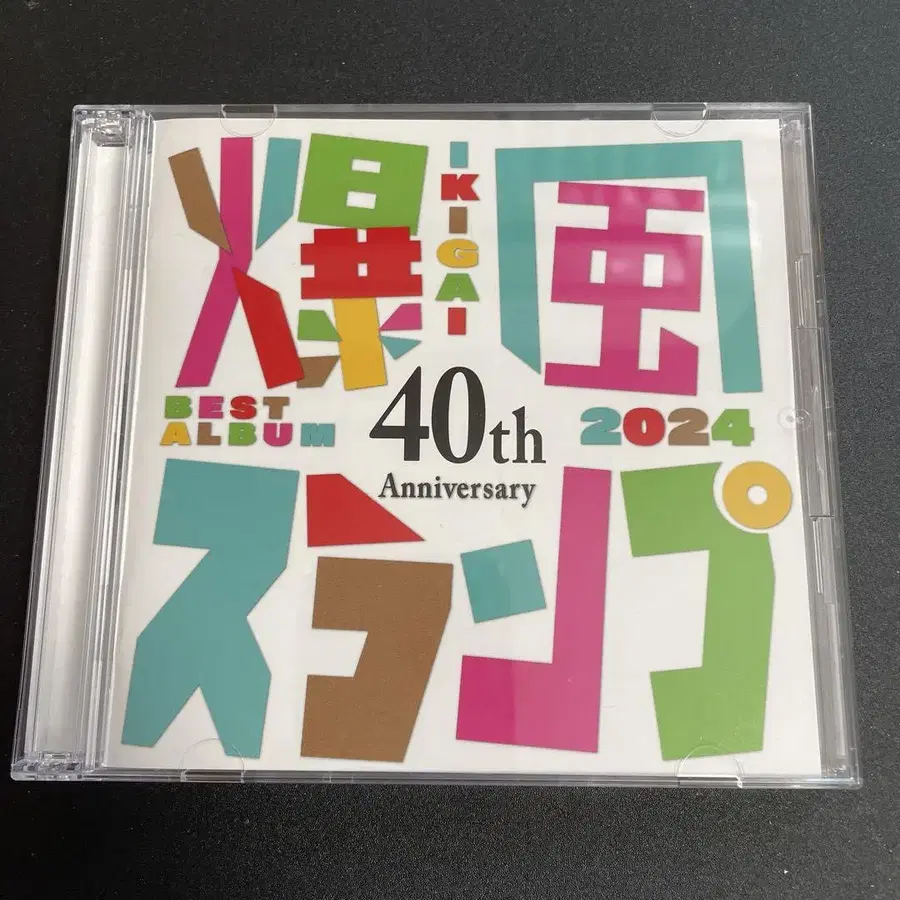 爆風
IKIGAI
BEST
ALBUM
40th
Anniversary
2024
スランプ